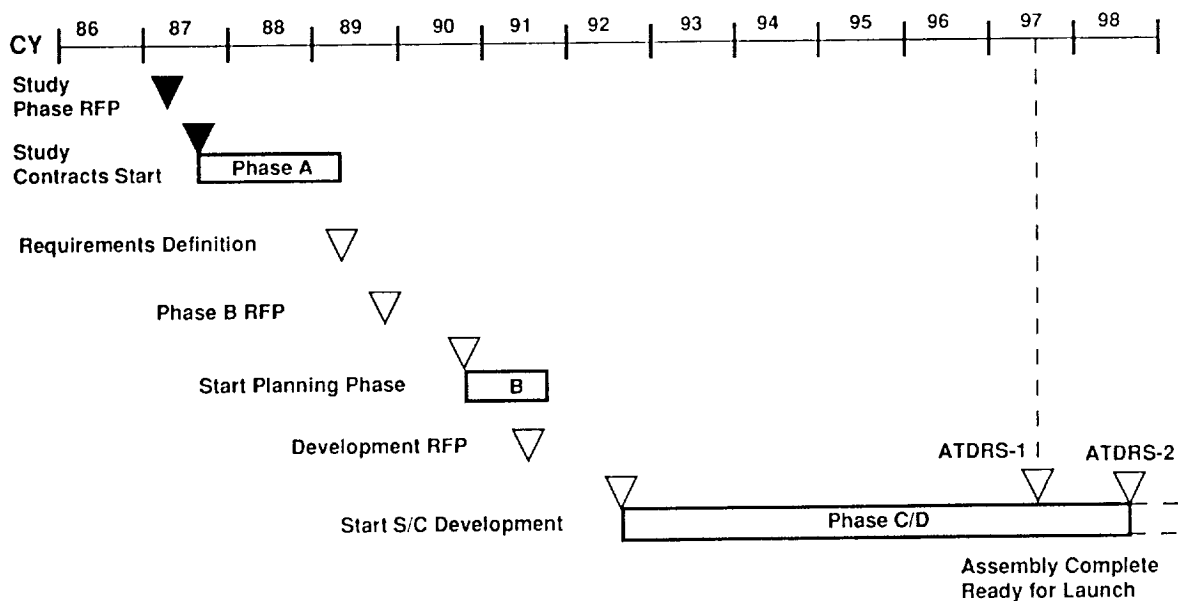 CY 86 87 88 89 90 91 92 93 94 95 96 97 98
Study
Phase RFP
Study
Contracts Start
Phase A
Requirements Definition
Phase B RFP
Start Planning Phase
B
Development RFP
ATDRS-1
ATDRS-2
Start S/C Development
Phase C/D
Assembly Complete
Ready for Launch